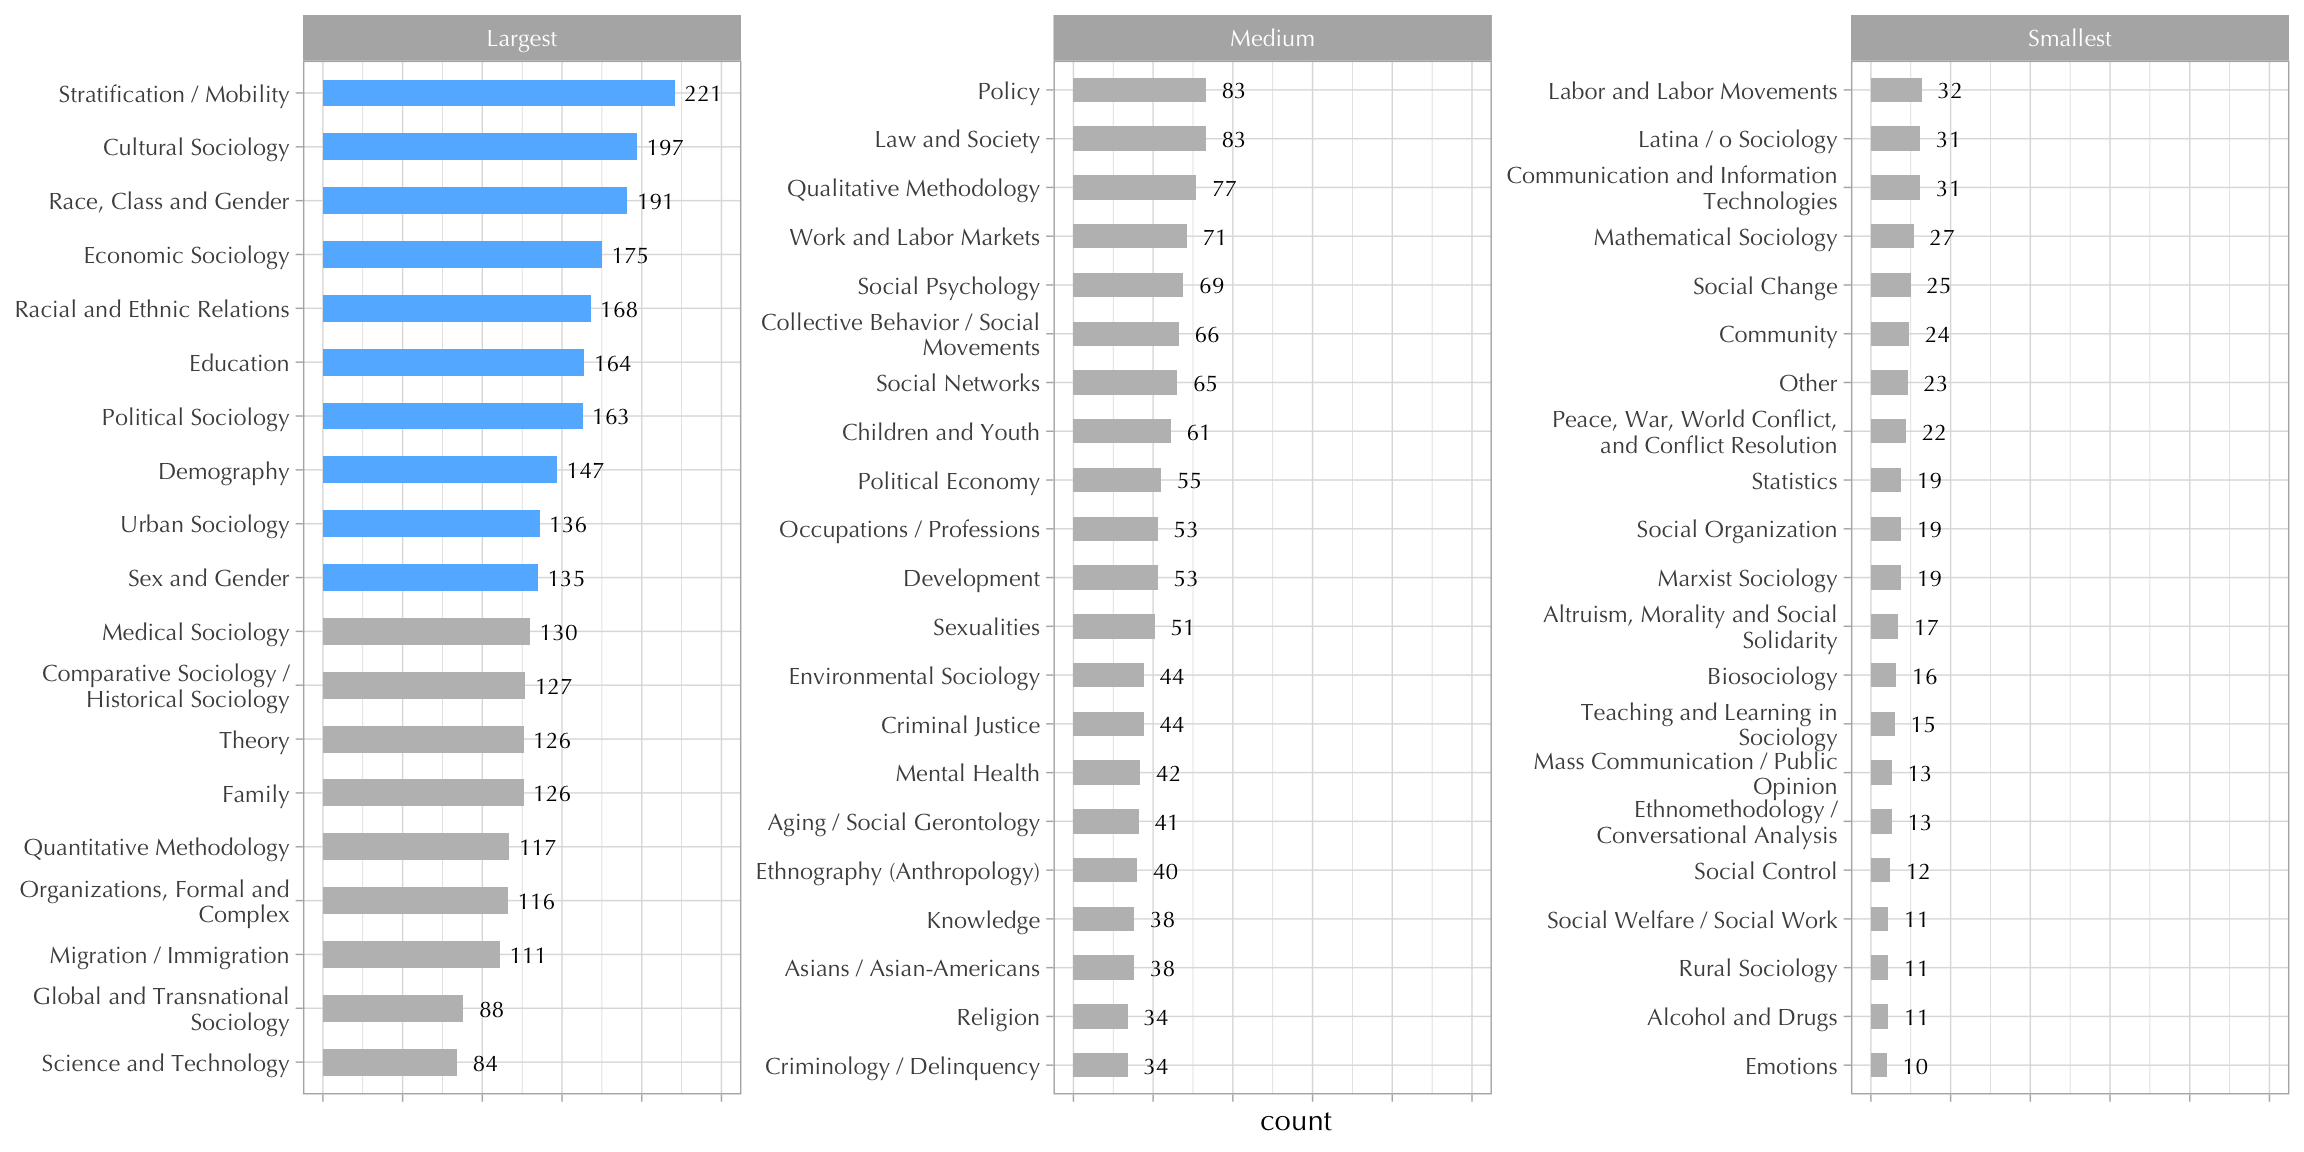 Largest
Stratification / Mobility 221
Cultural Sociology 197
Race, Class and Gender 191
Economic Sociology 175
Racial and Ethnic Relations 168
Education 164
Political Sociology 163
Demography 147
Urban Sociology 136
Sex and Gender 135
Medical Sociology 130
Comparative Sociology /
Historical Sociology 127
Theory 126
Family 126
Quantitative Methodology 117
Organizations, Formal and
Complex 116
Migration / Immigration 111
Global and Transnational
Sociology 88
Science and Technology 84
Medium
Policy 83
Law and Society 83
Qualitative Methodology 77
Work and Labor Markets 71
Social Psychology 69
Collective Behavior / Social
Movements 66
Social Networks 65
Children and Youth 61
Political Economy 55
Occupations / Professions 53
Development 53
Sexualities 51
Environmental Sociology 44
Criminal Justice 44
Mental Health 42
Aging / Social Gerontology 41
Ethnography (Anthropology) 40
Knowledge 38
Asians / Asian-Americans 38
Religion 34
Criminology / Delinquency 34
Smallest
Labor and Labor Movements 32
Latina / o Sociology 31
Communication and Information
Technologies 31
Mathematical Sociology 27
Social Change 25
Community 24
Other 23
Peace, War, World Conflict,
and Conflict Resolution 22
Statistics 19
Social Organization 19
Marxist Sociology 19
Altruism, Morality and Social
Solidarity 17
Biosociology 16
Teaching and Learning in
Sociology 15
Mass Communication / Public
Opinion 13
Ethnomethodology /
Conversational Analysis 13
Social Control 12
Social Welfare / Social Work 11
Rural Sociology 11
Alcohol and Drugs 11
Emotions 10
count